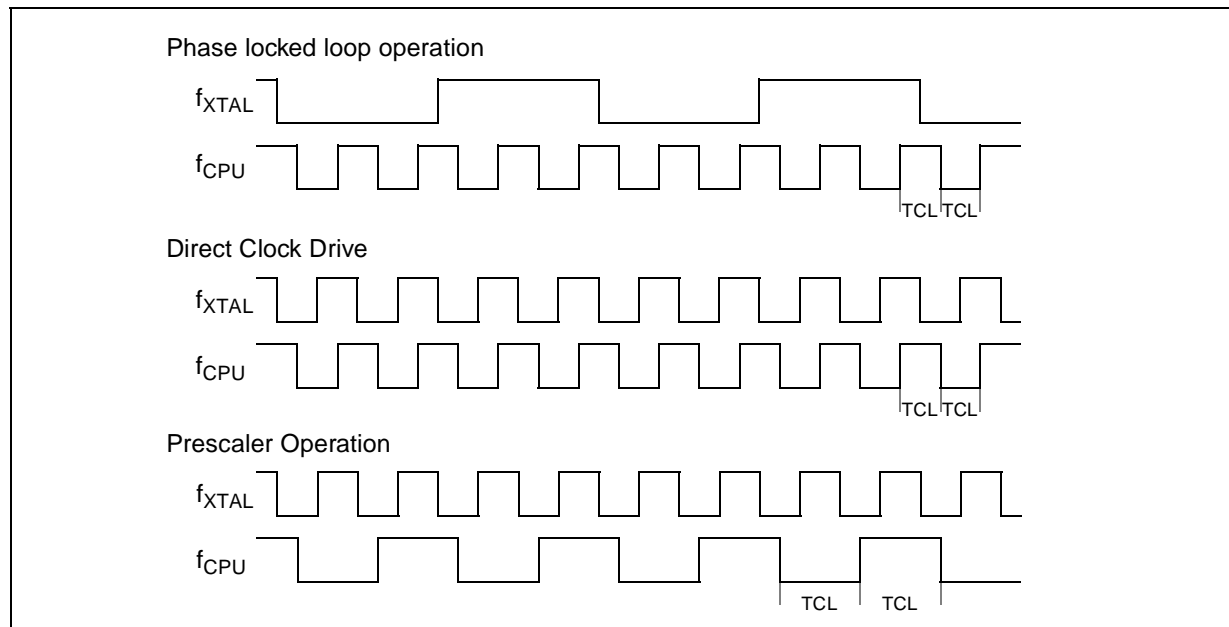 Phase locked loop operation
fXTAL
fCPU
TCL TCL
Direct Clock Drive
fXTAL
fCPU
TCL TCL
Prescaler Operation
fXTAL
fCPU
TCL TCL